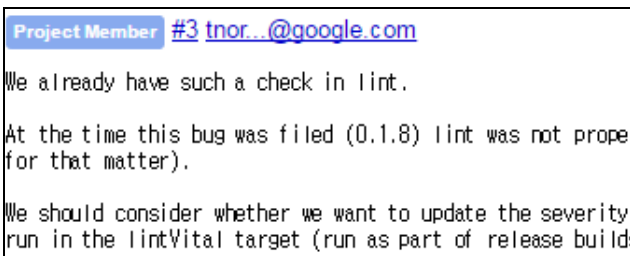 Project Member #3 tnor...@google.com
We already have such a check in lint.
At the time this bug was filed (0.1.8) lint was not prope
for that matter).
We should consider whether we want to update the severity
run in the lintVital target (run as part of release build